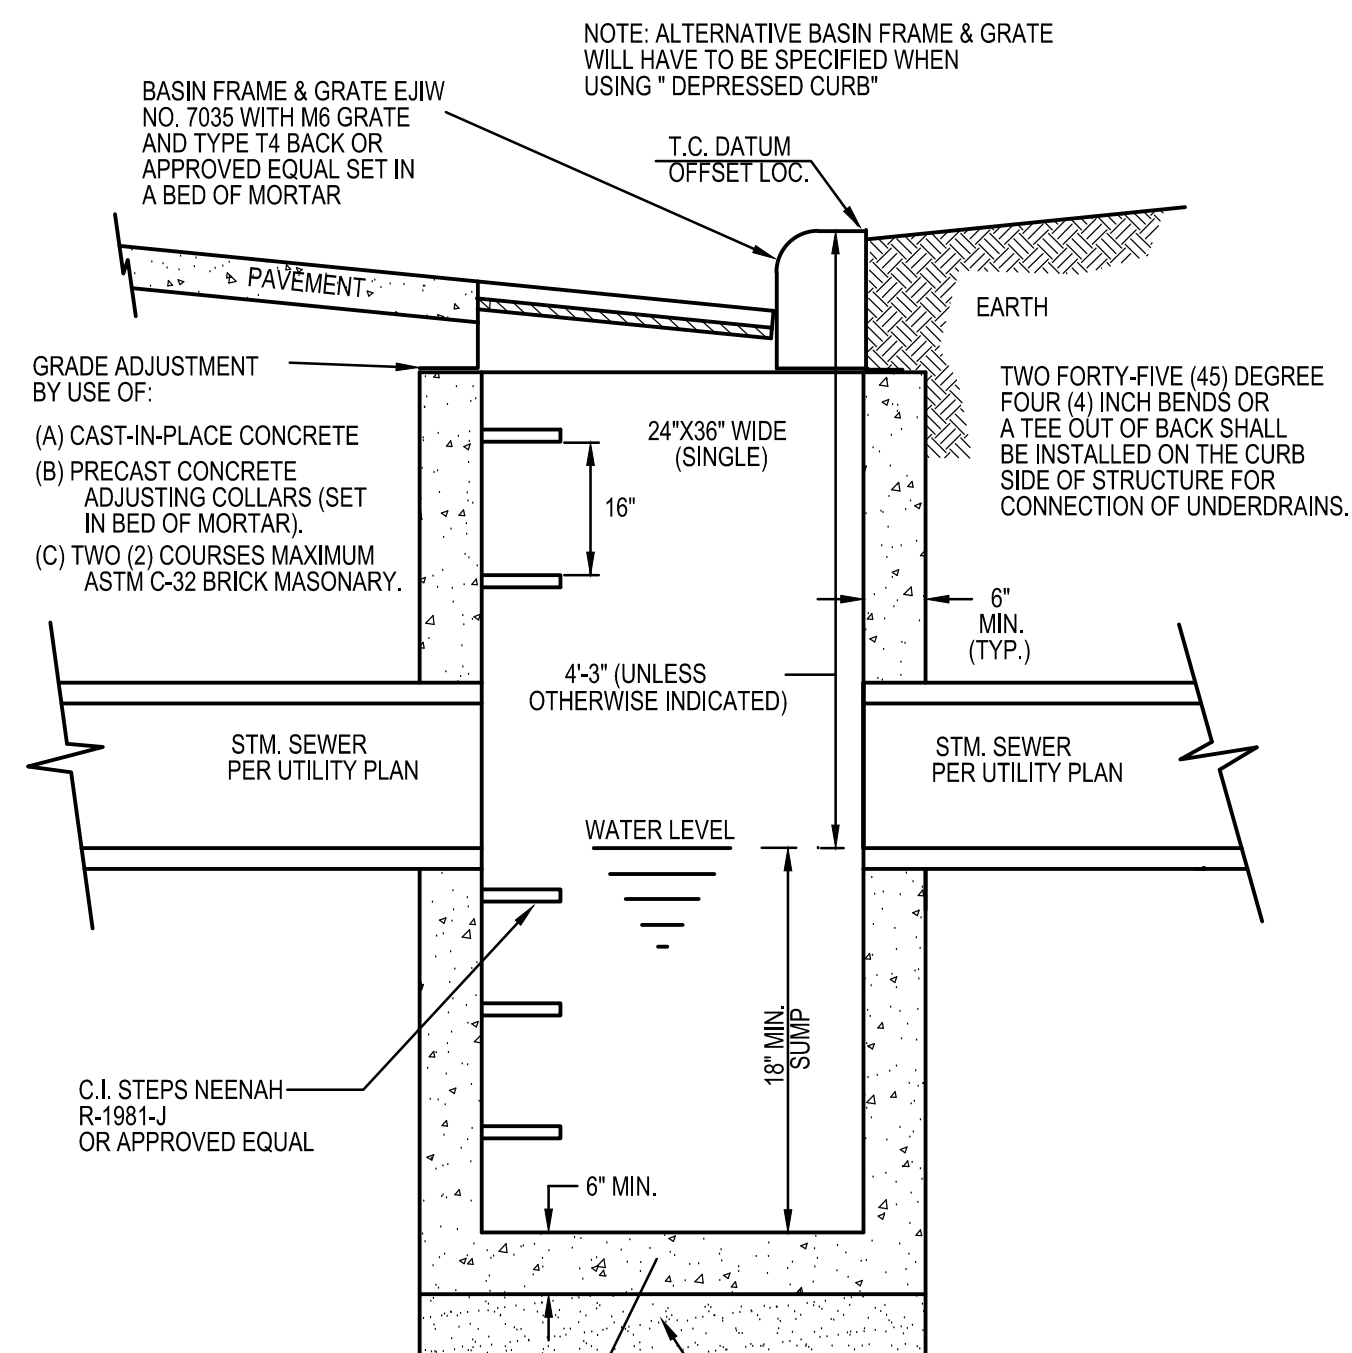 NOTE: ALTERNATIVE BASIN FRAME & GRATE
WILL HAVE TO BE SPECIFIED WHEN
USING " DEPRESSED CURB"
BASIN FRAME & GRATE EJIW
NO. 7035 WITH M6 GRATE
AND TYPE T4 BACK OR
APPROVED EQUAL SET IN
A BED OF MORTAR
T.C. DATUM
OFFSET LOC.
PAVEMENT
EARTH
GRADE ADJUSTMENT
BY USE OF:
(A) CAST-IN-PLACE CONCRETE
(B) PRECAST CONCRETE
ADJUSTING COLLARS (SET
IN BED OF MORTAR).
(C) TWO (2) COURSES MAXIMUM
ASTM C-32 BRICK MASONARY.
24"X36" WIDE
(SINGLE)
16"
TWO FORTY-FIVE (45) DEGREE
FOUR (4) INCH BENDS OR
A TEE OUT OF BACK SHALL
BE INSTALLED ON THE CURB
SIDE OF STRUCTURE FOR
CONNECTION OF UNDERDRAINS.
6"
MIN.
(TYP.)
4'-3" (UNLESS
OTHERWISE INDICATED)
STM. SEWER
PER UTILITY PLAN
STM. SEWER
PER UTILITY PLAN
WATER LEVEL
18" MIN.
SUMP
C.I. STEPS NEENAH
R-1981-J
OR APPROVED EQUAL
6" MIN.